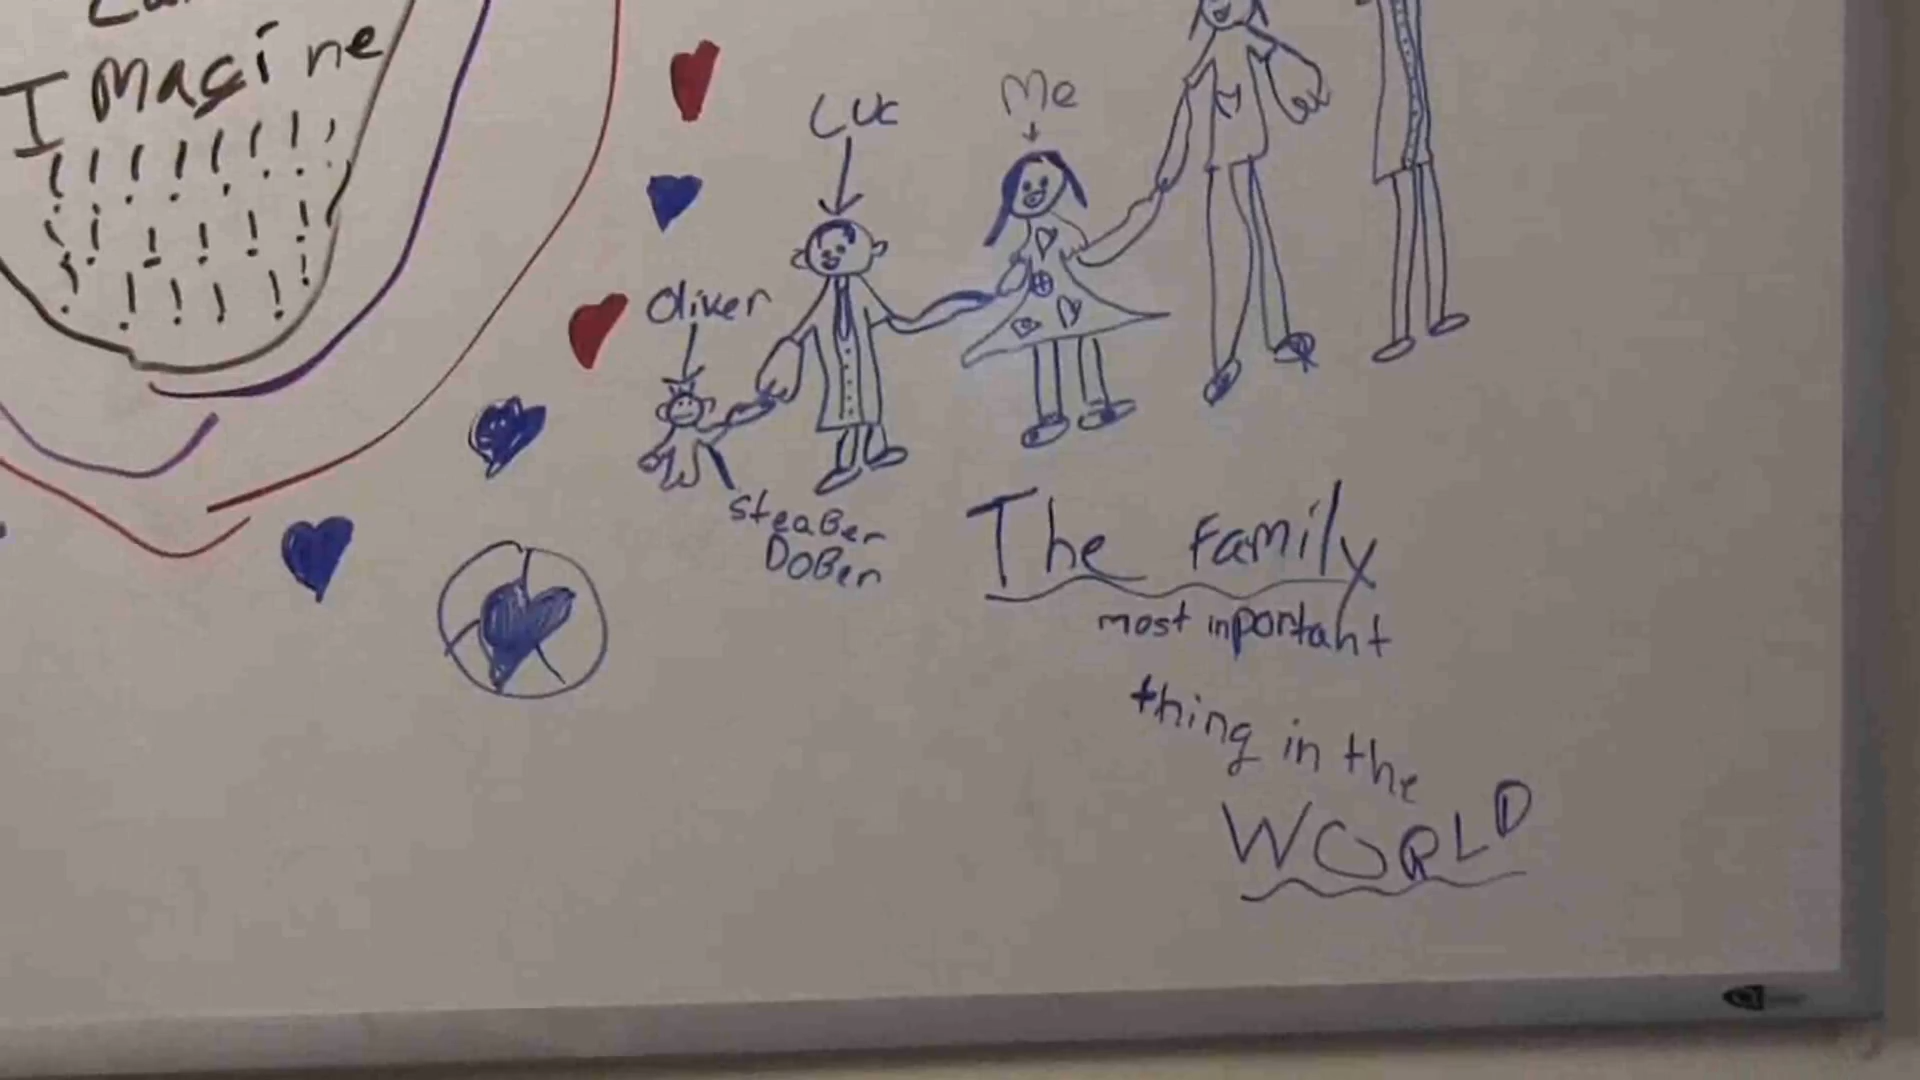 Imagine
! ! ! ! ! ! ! !
! ! ! ! ! !
! ! ! ! ! !
Luc
Me
Oliver
SteaBer
DoBer
The Family
most inportant
thing in the
WORLD